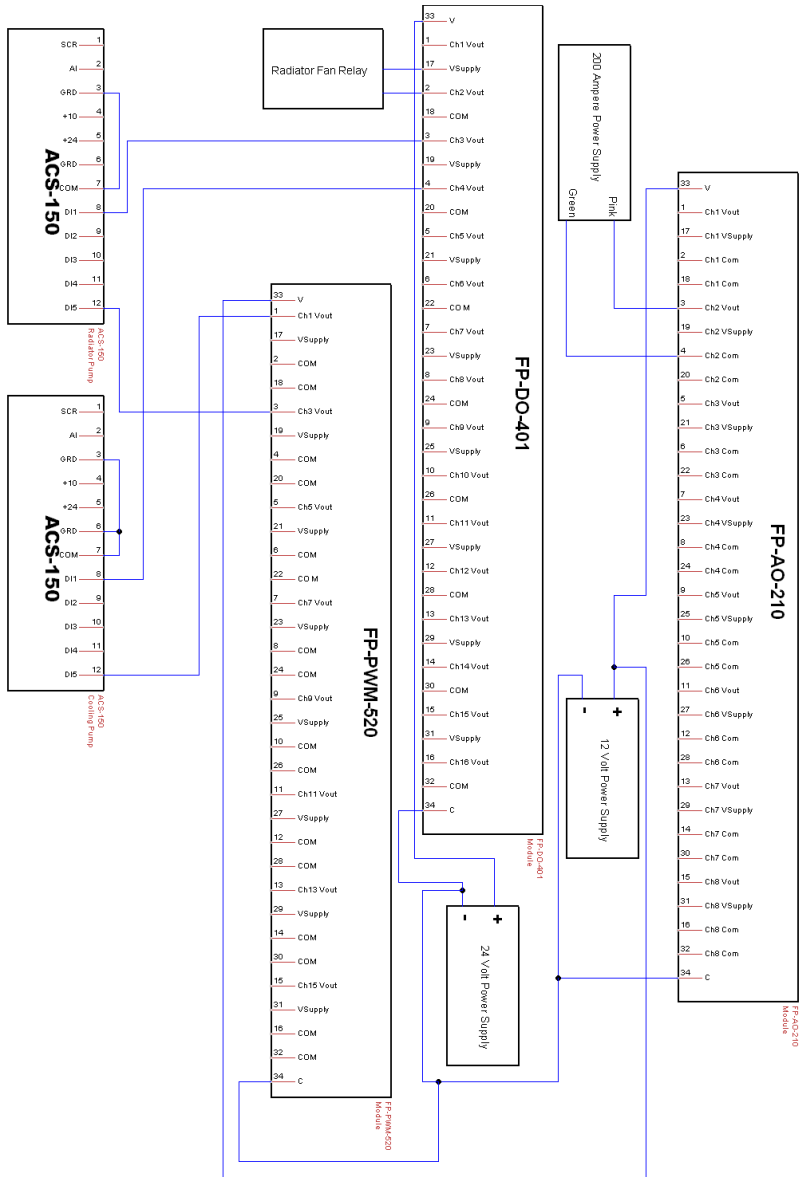 SCR 1
AI 2
GRD 3
+10 4
+24 5
GRD 6
COM 7
DI1 8
DI2 9
DI3 10
DI4 11
DI5 12
ACS-150
ACS-150
Radiator Pump
SCR 1
AI 2
GRD 3
+10 4
+24 5
GRD 6
COM 7
DI1 8
DI2 9
DI3 10
DI4 11
DI5 12
ACS-150
ACS-150
Cooling Pump
Radiator Fan Relay
33 V
1 Ch1 Vout
17 VSupply
2 COM
18 COM
3 Ch3 Vout
19 VSupply
4 COM
20 COM
5 Ch5 Vout
21 VSupply
6 COM
22 COM
7 Ch7 Vout
23 VSupply
8 COM
24 COM
9 Ch9 Vout
25 VSupply
10 COM
26 COM
11 Ch11 Vout
27 VSupply
12 COM
28 COM
13 Ch13 Vout
29 VSupply
14 COM
30 COM
15 Ch15 Vout
31 VSupply
16 COM
32 COM
34 C
FP-PWM-520
FP-PWM-520
Module
33 V
1 Ch1 Vout
17 VSupply
2 Ch2 Vout
18 COM
3 Ch3 Vout
19 VSupply
4 Ch4 Vout
20 COM
5 Ch5 Vout
21 VSupply
6 Ch6 Vout
22 COM
7 Ch7 Vout
23 VSupply
8 Ch8 Vout
24 COM
9 Ch9 Vout
25 VSupply
10 Ch10 Vout
26 COM
11 Ch11 Vout
27 VSupply
12 Ch12 Vout
28 COM
13 Ch13 Vout
29 VSupply
14 Ch14 Vout
30 COM
15 Ch15 Vout
31 VSupply
16 Ch16 Vout
32 COM
34 C
FP-DO-401
FP-DO-401
Module
- +
24 Volt Power Supply
200 Ampere Power Supply
Green
Pink
- +
12 Volt Power Supply
33 V
1 Ch1 Vout
17 Ch1 VSupply
2 Ch1 Com
18 Ch1 Com
3 Ch2 Vout
19 Ch2 VSupply
4 Ch2 Com
20 Ch2 Com
5 Ch3 Vout
21 Ch3 VSupply
6 Ch3 Com
22 Ch3 Com
7 Ch4 Vout
23 Ch4 VSupply
8 Ch4 Com
24 Ch4 Com
9 Ch5 Vout
25 Ch5 VSupply
10 Ch5 Com
26 Ch5 Com
11 Ch6 Vout
27 Ch6 VSupply
12 Ch6 Com
28 Ch6 Com
13 Ch7 Vout
29 Ch7 VSupply
14 Ch7 Com
30 Ch7 Com
15 Ch8 Vout
31 Ch8 VSupply
16 Ch8 Com
32 Ch8 Com
34 C
FP-AO-210
FP-AO-210
Module